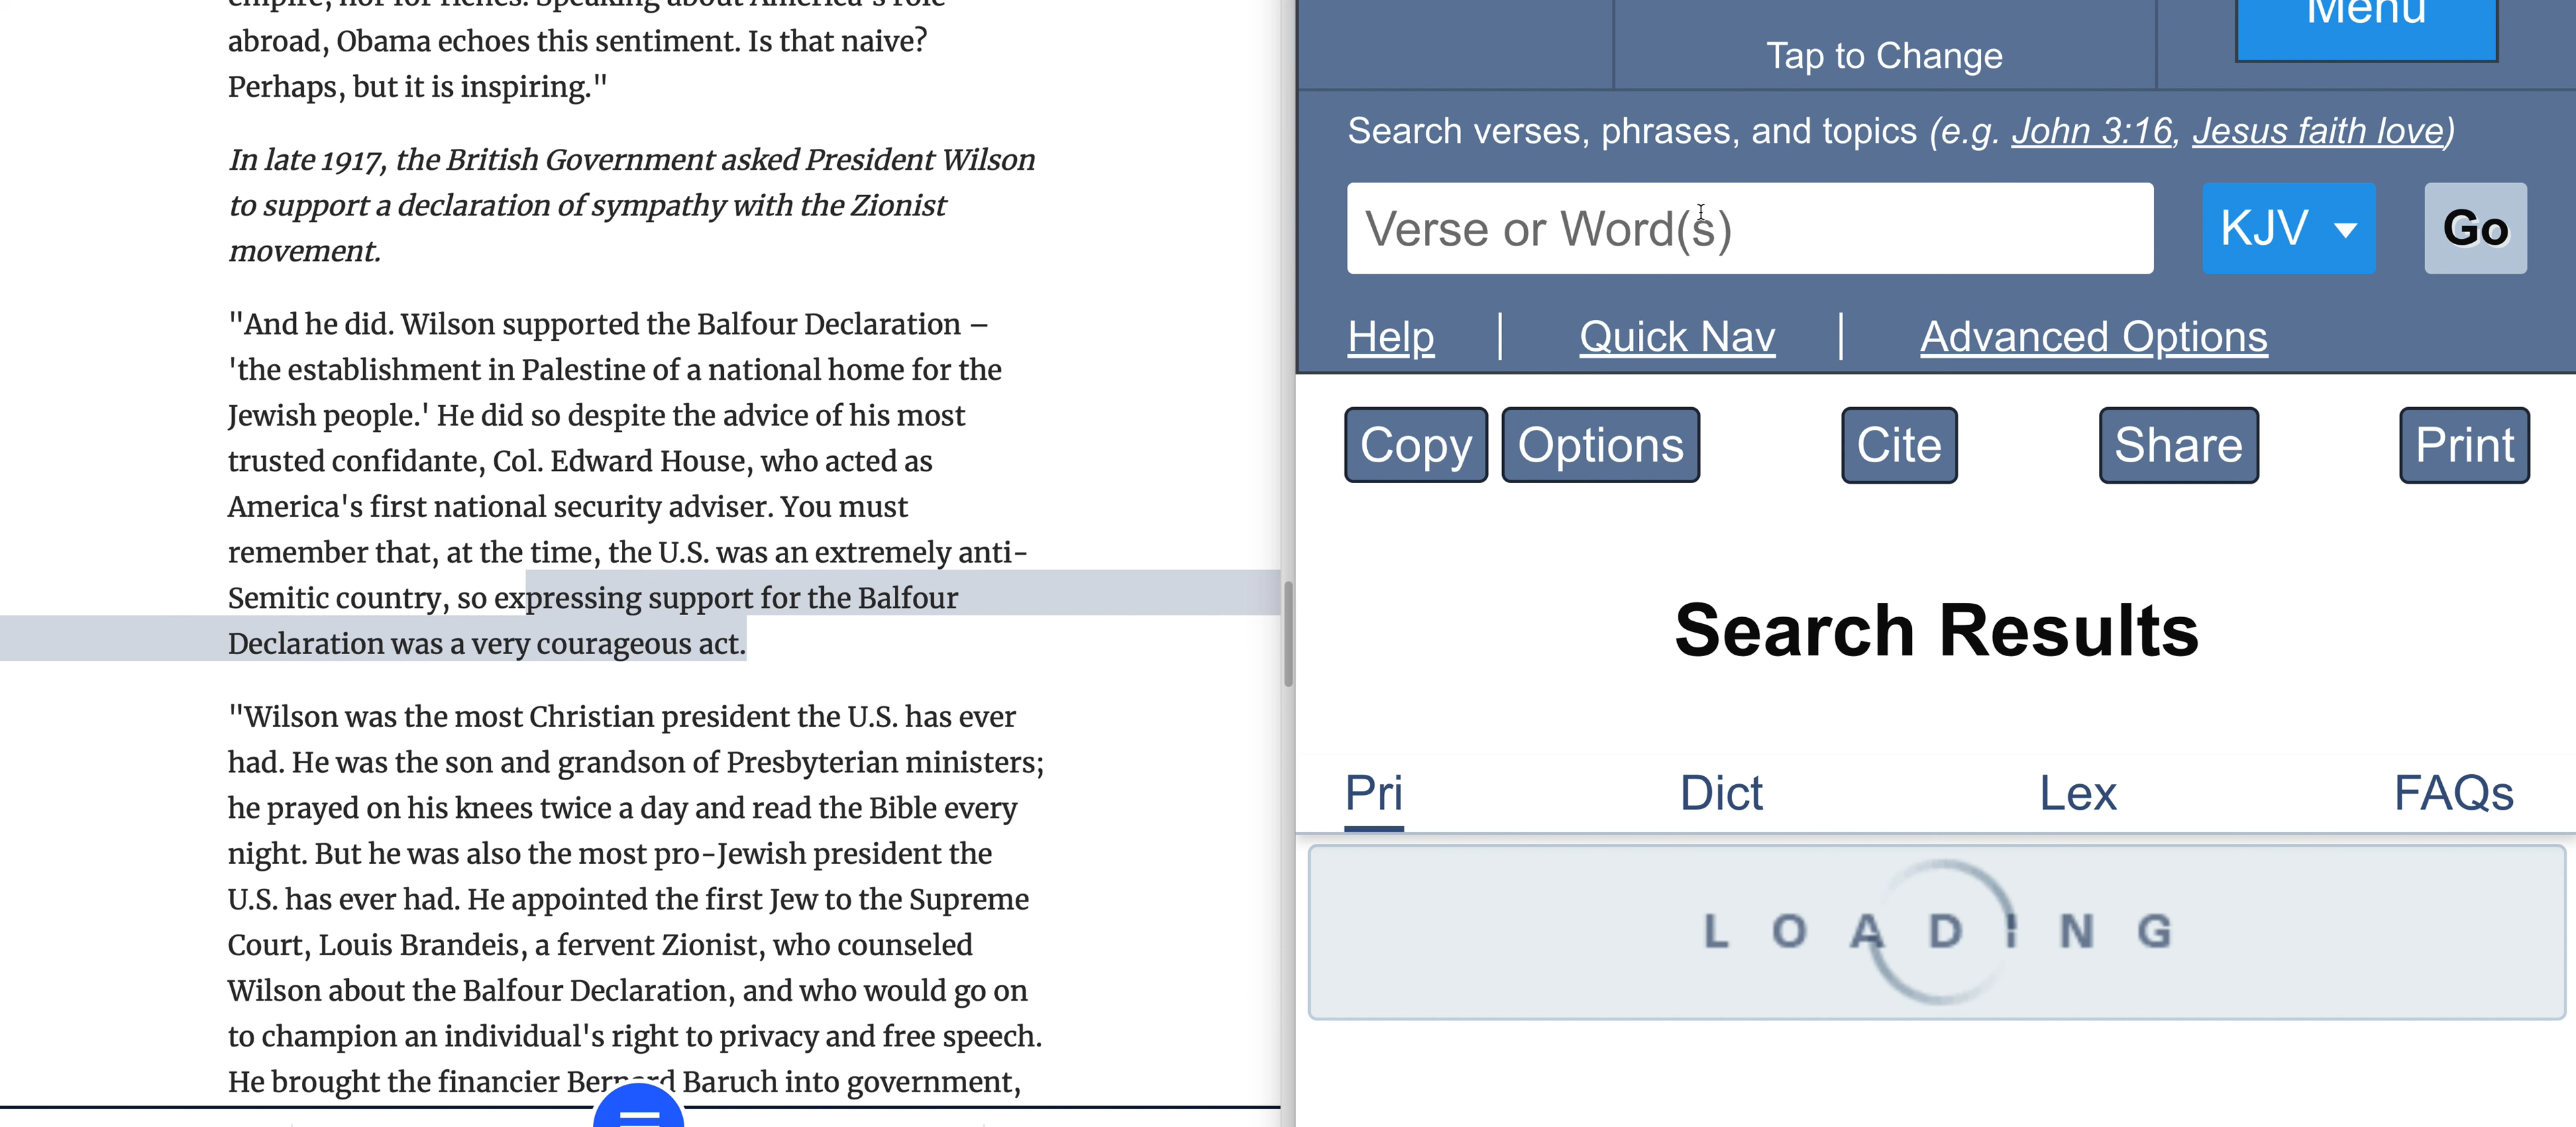 empire, nor for riches. Speaking about America's role
abroad, Obama echoes this sentiment. Is that naive?
Perhaps, but it is inspiring."
In late 1917, the British Government asked President Wilson
to support a declaration of sympathy with the Zionist
movement.
"And he did. Wilson supported the Balfour Declaration –
'the establishment in Palestine of a national home for the
Jewish people.' He did so despite the advice of his most
trusted confidante, Col. Edward House, who acted as
America's first national security adviser. You must
remember that, at the time, the U.S. was an extremely anti-
Semitic country, so expressing support for the Balfour
Declaration was a very courageous act.
"Wilson was the most Christian president the U.S. has ever
had. He was the son and grandson of Presbyterian ministers;
he prayed on his knees twice a day and read the Bible every
night. But he was also the most pro-Jewish president the
U.S. has ever had. He appointed the first Jew to the Supreme
Court, Louis Brandeis, a fervent Zionist, who counseled
Wilson about the Balfour Declaration, and who would go on
to champion an individual's right to privacy and free speech.
He brought the financier Bernard Baruch into government,
Menu
Tap to Change
Search verses, phrases, and topics (e.g. John 3:16, Jesus faith love)
Verse or Word(s)
KJV
Go
Help | Quick Nav | Advanced Options
Copy Options Cite Share Print
Search Results
Pri Dict Lex FAQs
LOADING